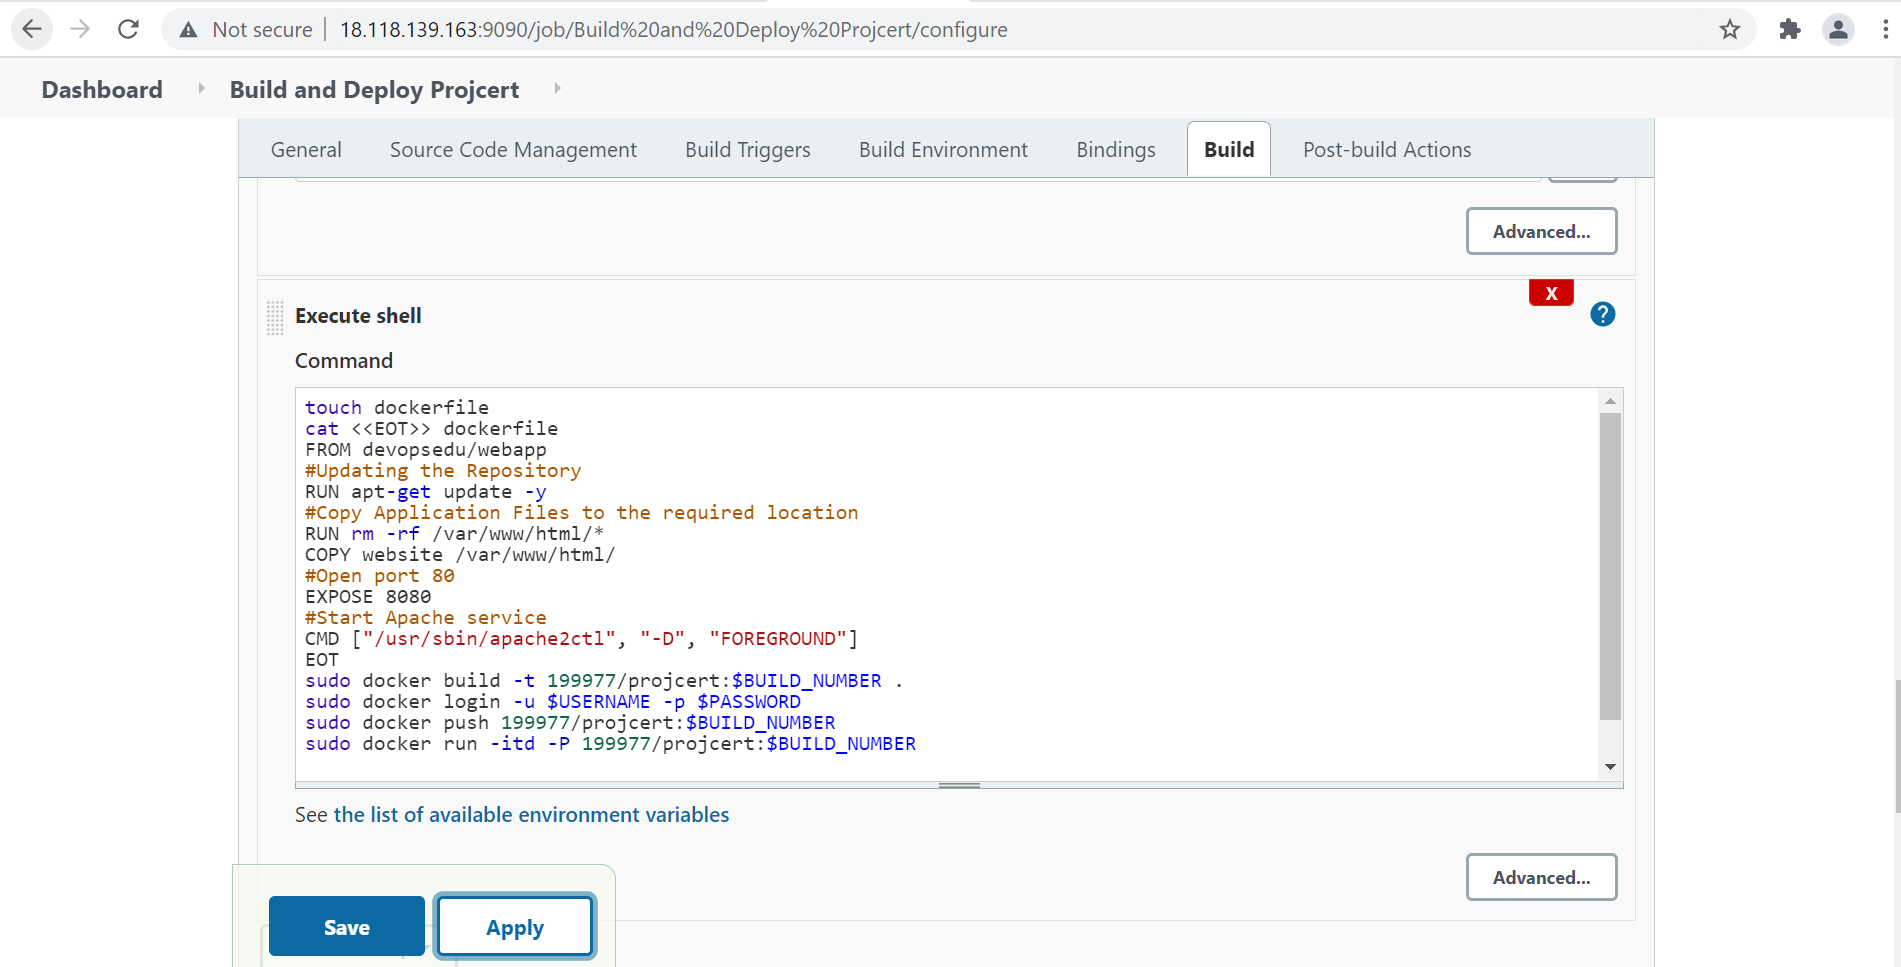 Not secure
18.118.139.163:9090/job/Build%20and%20Deploy%20Projcert/configure
Dashboard
Build and Deploy Projcert
General
Source Code Management
Build Triggers
Build Environment
Bindings
Build
Post-build Actions
Advanced...
X
Execute shell
?
Command
touch dockerfile
cat <<EOT>> dockerfile
FROM devopsedu/webapp
#Updating the Repository
RUN apt-get update -y
#Copy Application Files to the required location
RUN rm -rf /var/www/html/*
COPY website /var/www/html/
#Open port 80
EXPOSE 8080
#Start Apache service
CMD ["/usr/sbin/apache2ctl", "-D", "FOREGROUND"]
EOT
sudo docker build -t 199977/projcert:$BUILD_NUMBER .
sudo docker login -u $USERNAME -p $PASSWORD
sudo docker push 199977/projcert:$BUILD_NUMBER
sudo docker run -itd -P 199977/projcert:$BUILD_NUMBER
See the list of available environment variables
Advanced...
Save
Apply